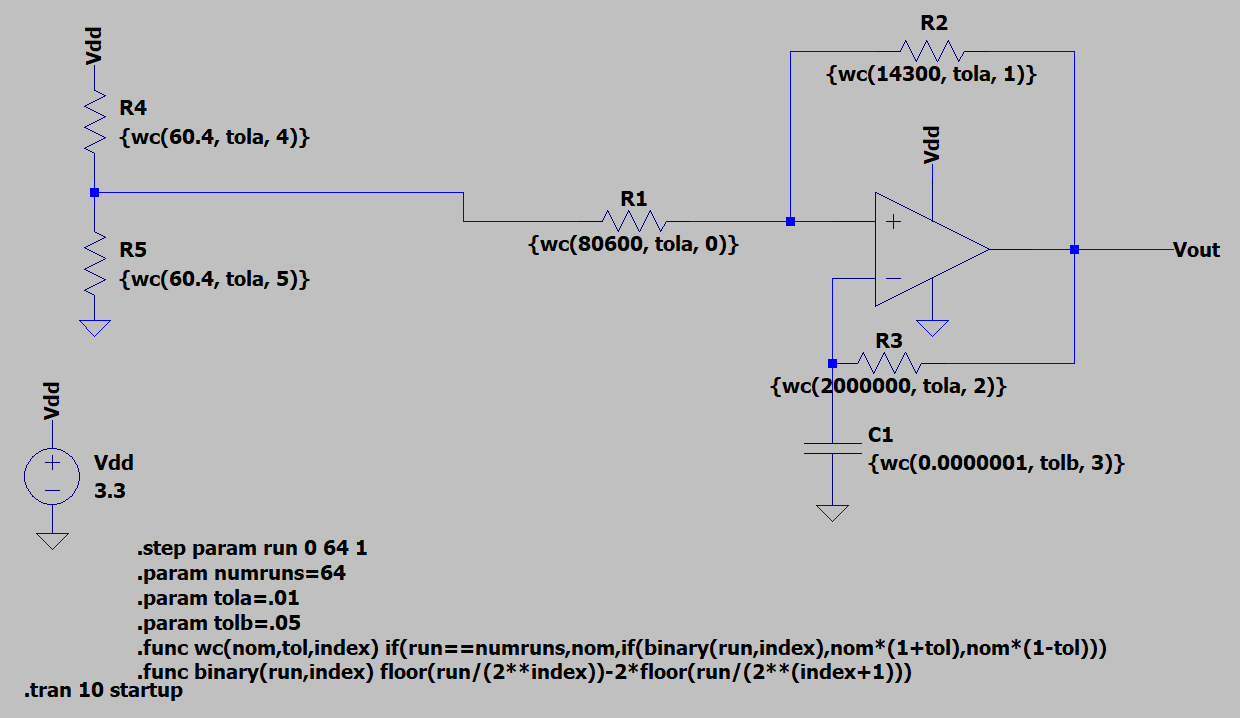 Vdd
R4
{wc(60.4, tola, 4)}
R5
{wc(60.4, tola, 5)}
R1
{wc(80600, tola, 0)}
R2
{wc(14300, tola, 1)}
Vdd
Vout
R3
{wc(2000000, tola, 2)}
C1
{wc(0.0000001, tolb, 3)}
Vdd
Vdd
3.3
.step param run 0 64 1
.param numruns=64
.param tola=.01
.param tolb=.05
.func wc(nom,tol,index) if(run==numruns,nom,if(binary(run,index),nom*(1+tol),nom*(1-tol)))
.func binary(run,index) floor(run/(2**index))-2*floor(run/(2**(index+1)))
.tran 10 startup